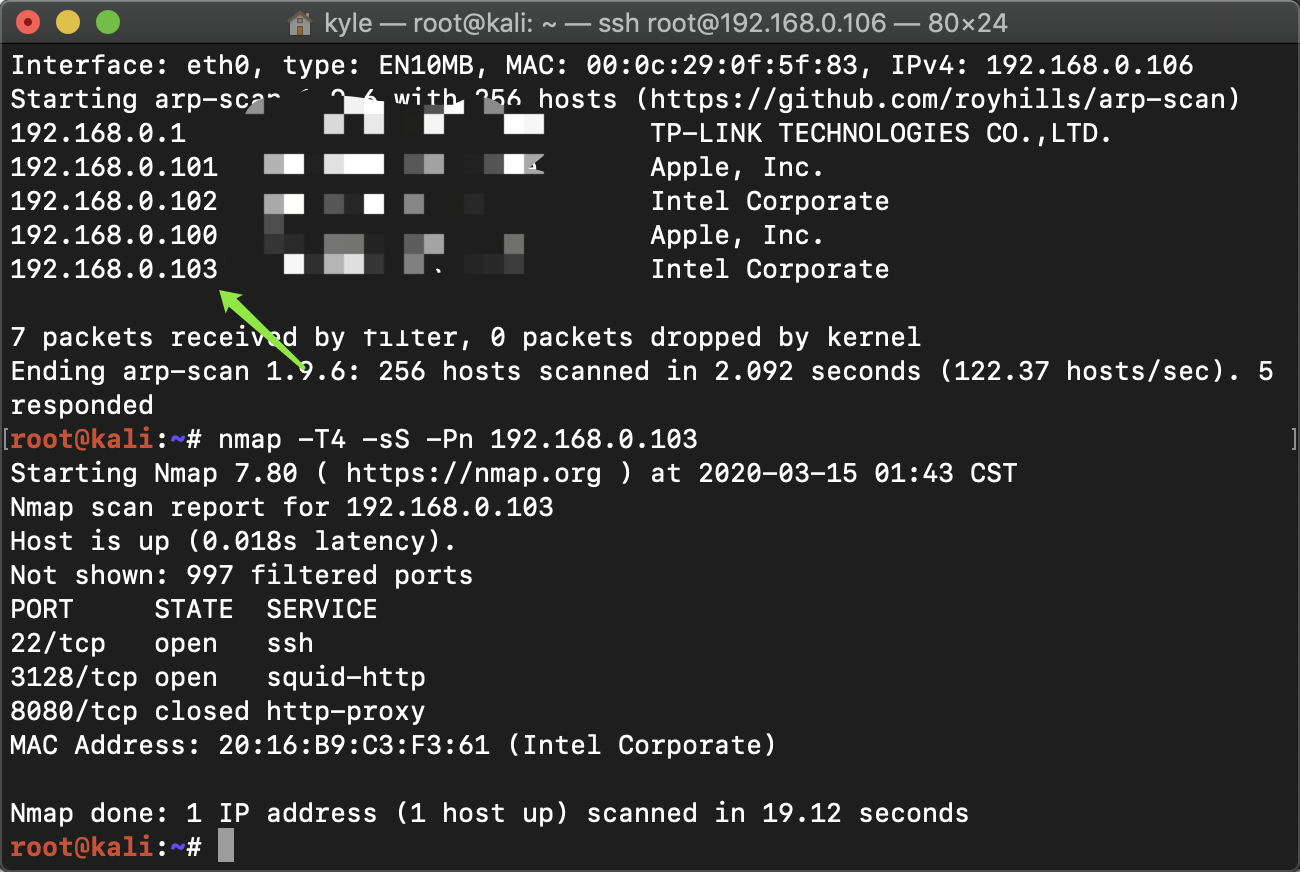 kyle — root@kali: ~ — ssh root@192.168.0.106 — 80×24
Interface: eth0, type: EN10MB, MAC: 00:0c:29:0f:5f:83, IPv4: 192.168.0.106
Starting arp-scan 1.9.6 with 256 hosts (https://github.com/royhills/arp-scan)
192.168.0.1 TP-LINK TECHNOLOGIES CO.,LTD.
192.168.0.101 Apple, Inc.
192.168.0.102 Intel Corporate
192.168.0.100 Apple, Inc.
192.168.0.103 Intel Corporate
7 packets received by filter, 0 packets dropped by kernel
Ending arp-scan 1.9.6: 256 hosts scanned in 2.092 seconds (122.37 hosts/sec). 5
responded
[root@kali:~# nmap -T4 -sS -Pn 192.168.0.103 ]
Starting Nmap 7.80 ( https://nmap.org ) at 2020-03-15 01:43 CST
Nmap scan report for 192.168.0.103
Host is up (0.018s latency).
Not shown: 997 filtered ports
PORT STATE SERVICE
22/tcp open ssh
3128/tcp open squid-http
8080/tcp closed http-proxy
MAC Address: 20:16:B9:C3:F3:61 (Intel Corporate)
Nmap done: 1 IP address (1 host up) scanned in 19.12 seconds
root@kali:~#